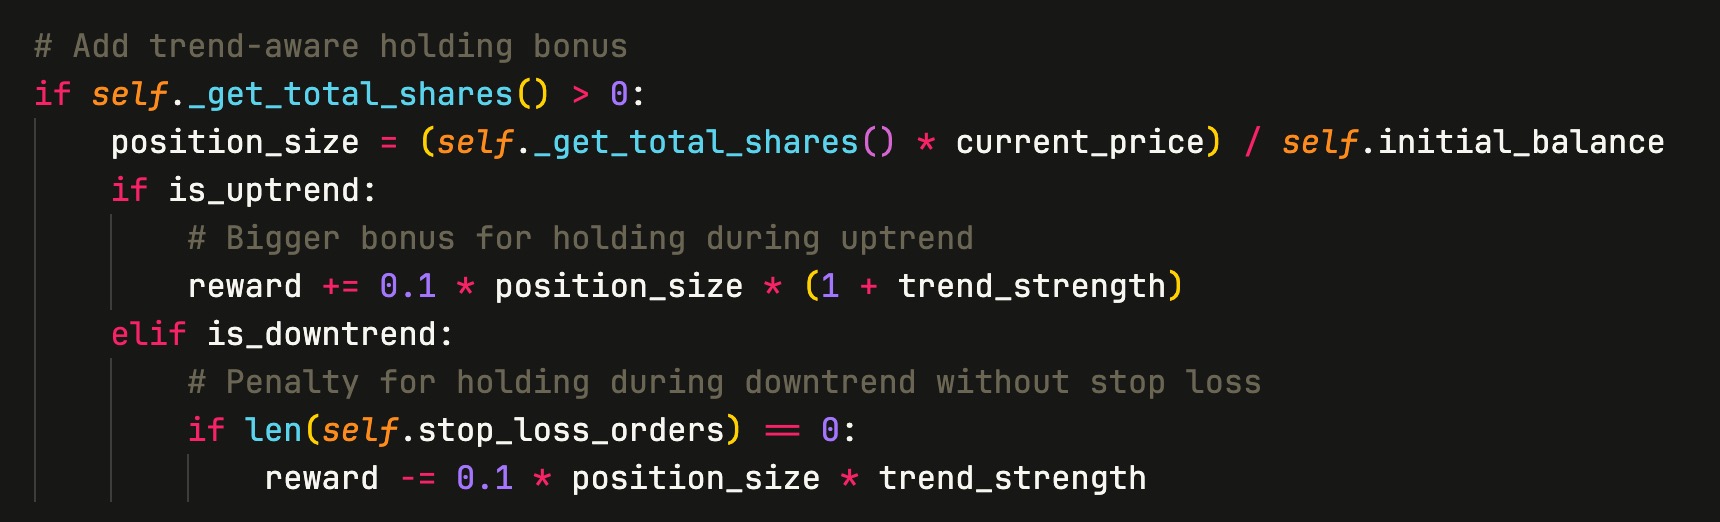 # Add trend-aware holding bonus
if self._get_total_shares() > 0:
    position_size = (self._get_total_shares() * current_price) / self.initial_balance
    if is_uptrend:
        # Bigger bonus for holding during uptrend
        reward += 0.1 * position_size * (1 + trend_strength)
    elif is_downtrend:
        # Penalty for holding during downtrend without stop loss
        if len(self.stop_loss_orders) == 0:
            reward -= 0.1 * position_size * trend_strength